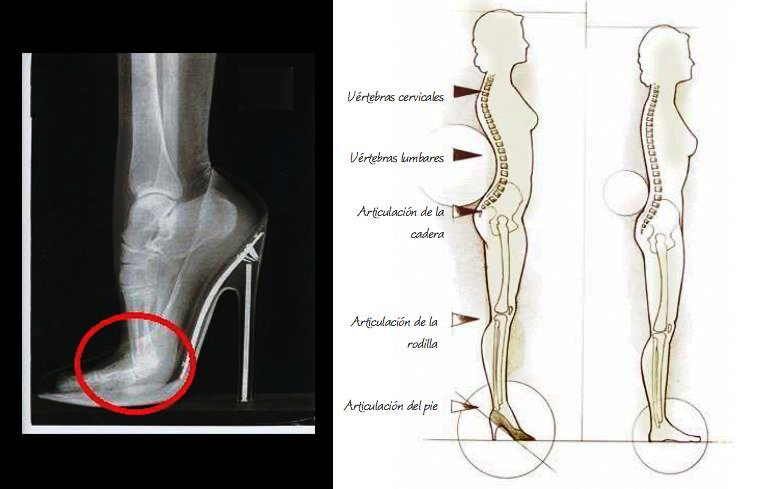 Vértebras cervicales
Vértebras lumbares
Articulación de la
cadera
Articulación de la
rodilla
Articulación del pie